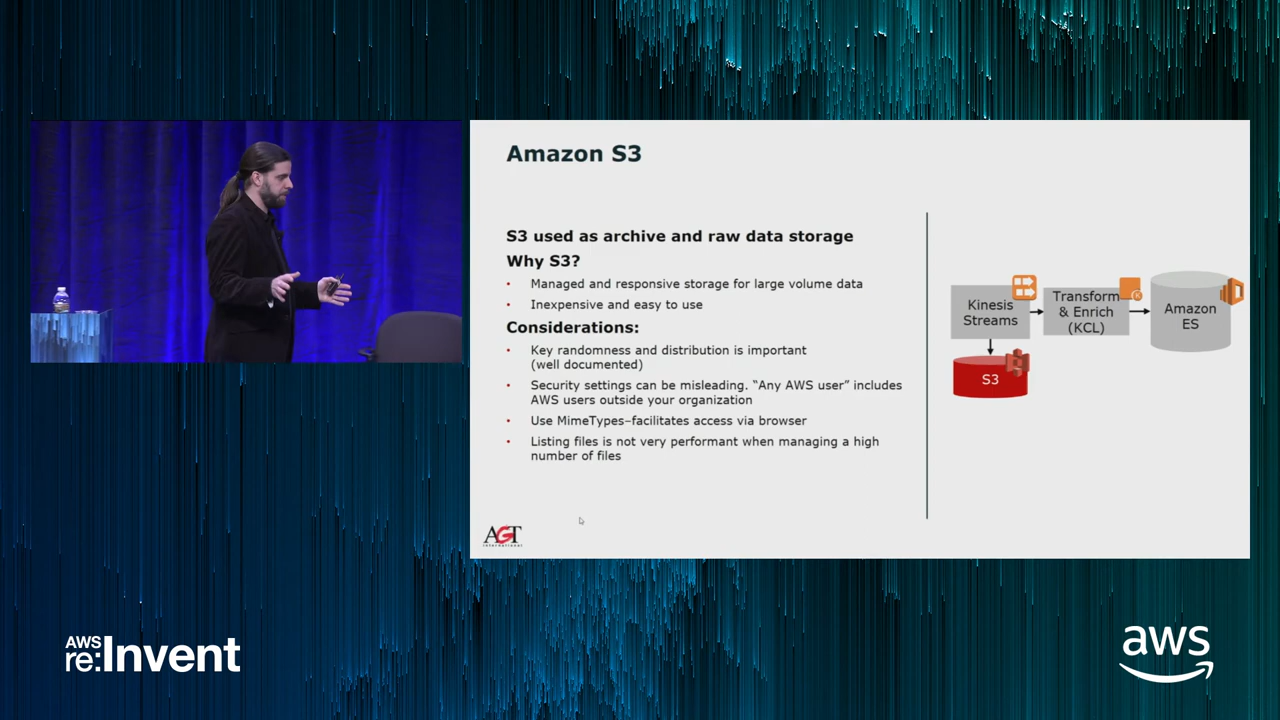 Amazon S3
S3 used as archive and raw data storage
Why S3?
• Managed and responsive storage for large volume data
• Inexpensive and easy to use
Considerations:
• Key randomness and distribution is important
(well documented)
• Security settings can be misleading. “Any AWS user” includes
AWS users outside your organization
• Use MimeTypes–facilitates access via browser
• Listing files is not very performant when managing a high
number of files
Kinesis
Streams
Transform
& Enrich
(KCL)
Amazon
ES
S3
AGT
international
AWS
re:Invent
aws